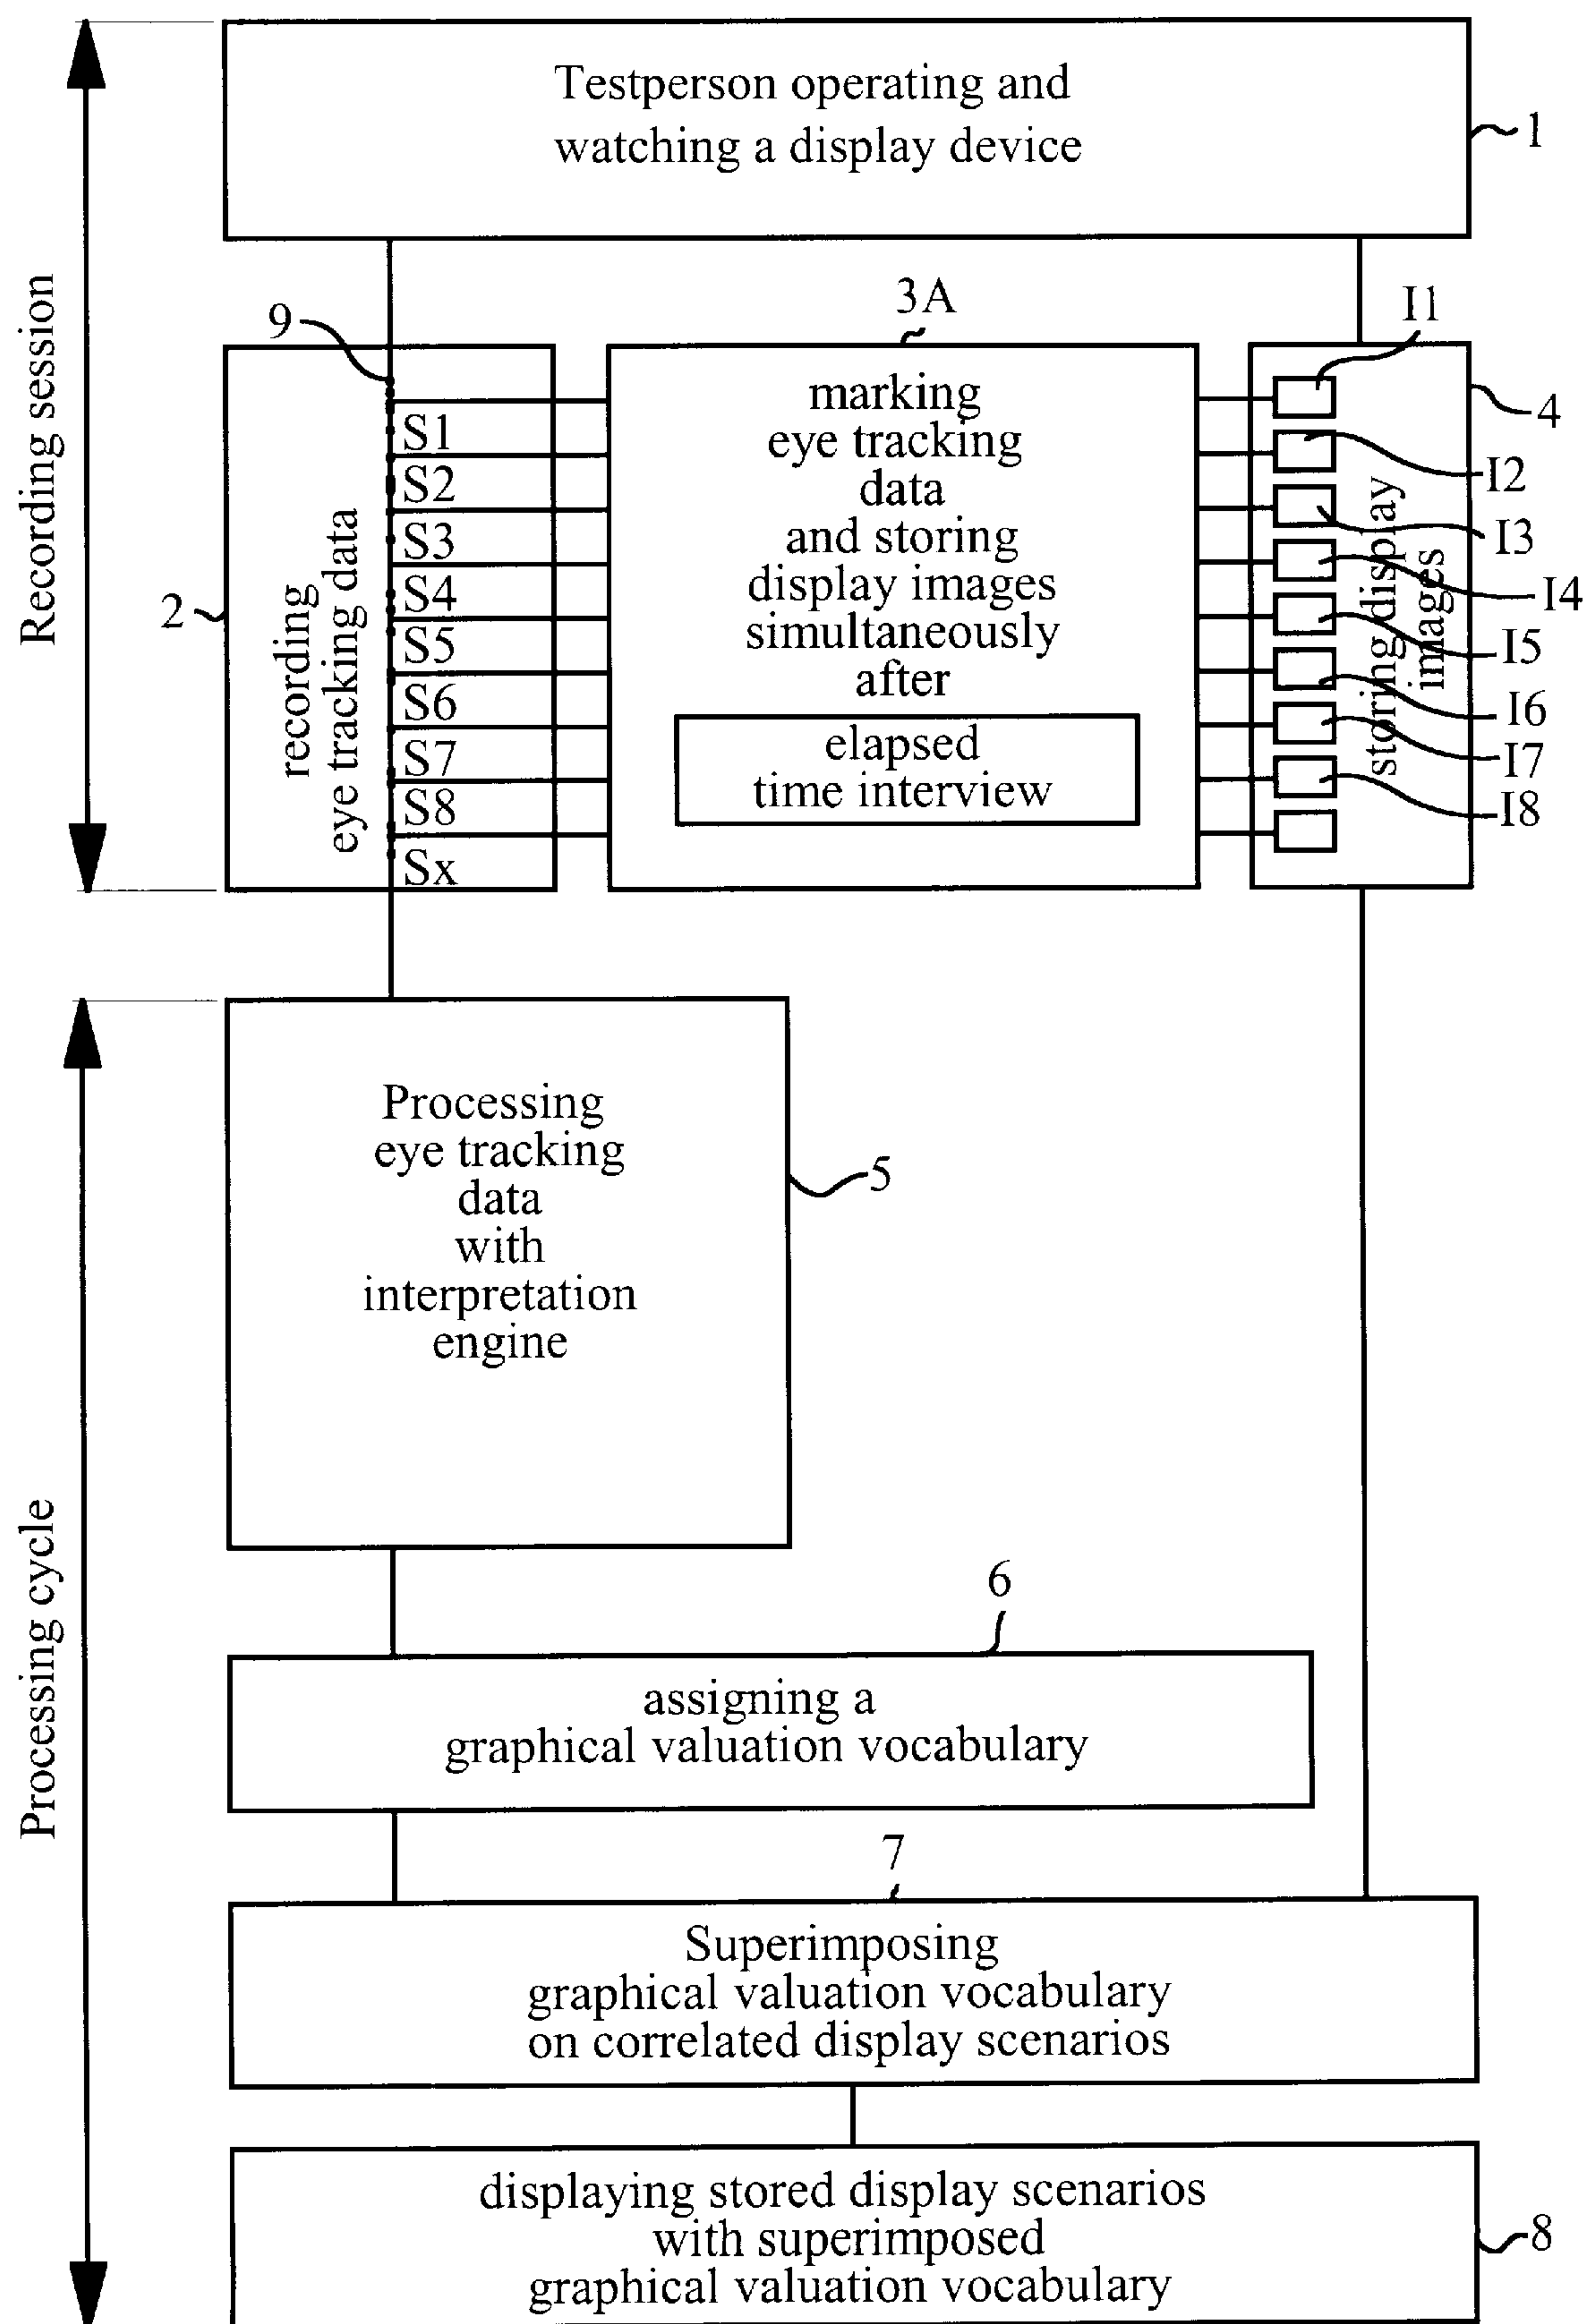 Recording session
Testperson operating and
watching a display device
1
9
3A
I1
2
recording
eye tracking data
S1
S2
S3
S4
S5
S6
S7
S8
Sx
marking
eye tracking
data
and storing
display images
simultaneously
after
elapsed
time interview
storing display
images
4
I2
I3
I4
I5
I6
I7
I8
Processing cycle
Processing
eye tracking
data
with
interpretation
engine
5
6
assigning a
graphical valuation vocabulary
7
Superimposing
graphical valuation vocabulary
on correlated display scenarios
displaying stored display scenarios
with superimposed
graphical valuation vocabulary
8